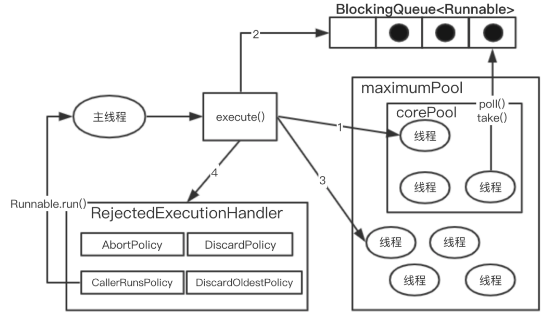 BlockingQueue<Runnable>
2
maximumPool
corePool
poll()
take()
主线程
execute()
1
线程
线程
线程
4
3
Runnable.run()
RejectedExecutionHandler
AbortPolicy
DiscardPolicy
CallerRunsPolicy
DiscardOldestPolicy
线程
线程
线程
线程